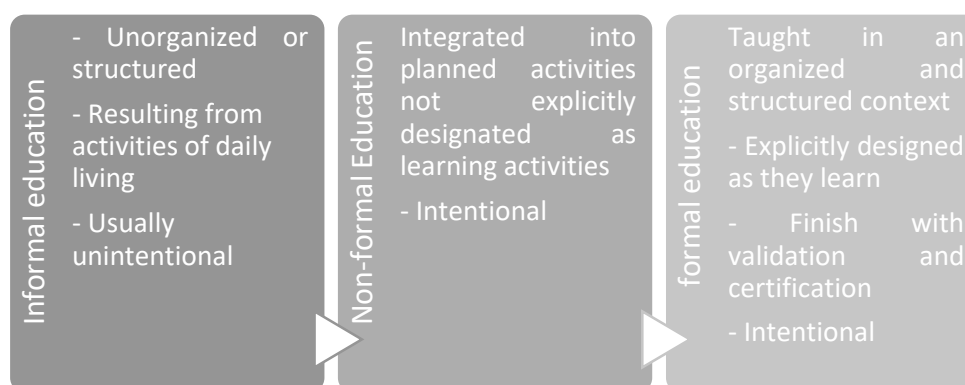 Informal education
- Unorganized or
structured
- Resulting from
activities of daily
living
- Usually
unintentional
Non-formal Education
Integrated into
planned activities
not explicitly
designated as
learning activities
- Intentional
formal education
Taught in an
organized and
structured context
- Explicitly designed
as they learn
- Finish with
validation and
certification
- Intentional